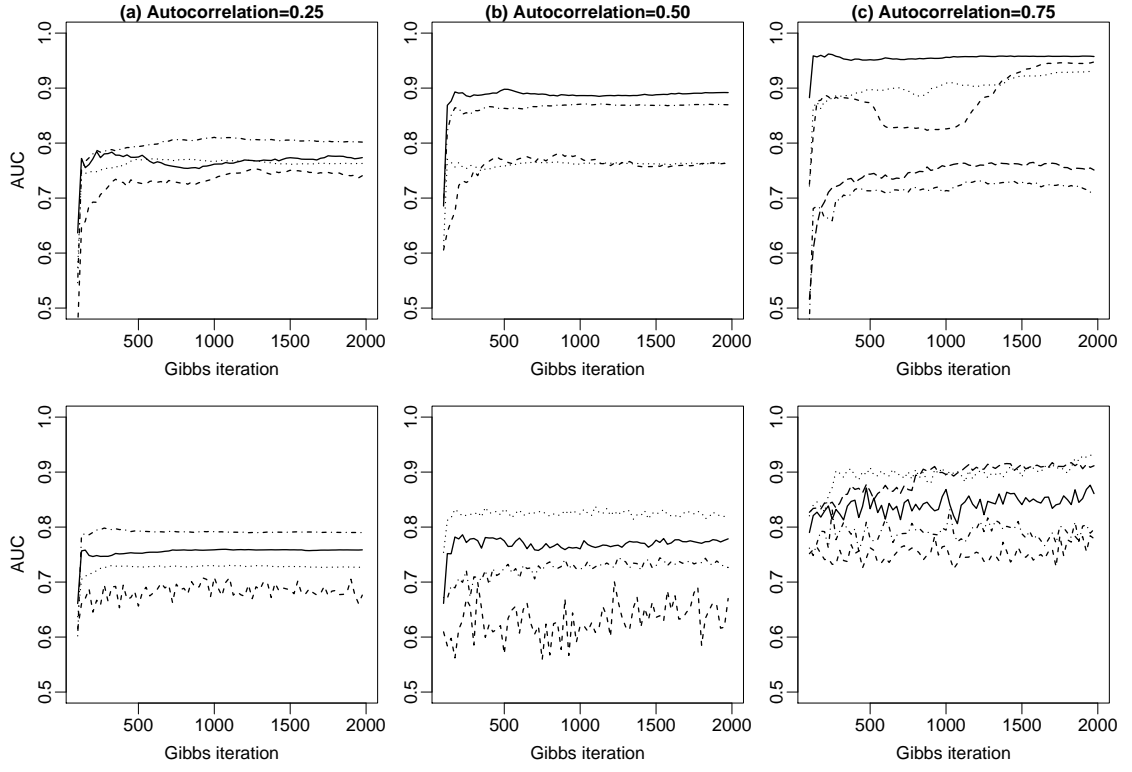 (a) Autocorrelation=0.25
(b) Autocorrelation=0.50
(c) Autocorrelation=0.75
AUC
1.0
0.9
0.8
0.7
0.6
0.5
500 1000 1500 2000
Gibbs iteration
1.0
0.9
0.8
0.7
0.6
0.5
500 1000 1500 2000
Gibbs iteration
1.0
0.9
0.8
0.7
0.6
0.5
500 1000 1500 2000
Gibbs iteration
AUC
1.0
0.9
0.8
0.7
0.6
0.5
500 1000 1500 2000
Gibbs iteration
1.0
0.9
0.8
0.7
0.6
0.5
500 1000 1500 2000
Gibbs iteration
1.0
0.9
0.8
0.7
0.6
0.5
500 1000 1500 2000
Gibbs iteration